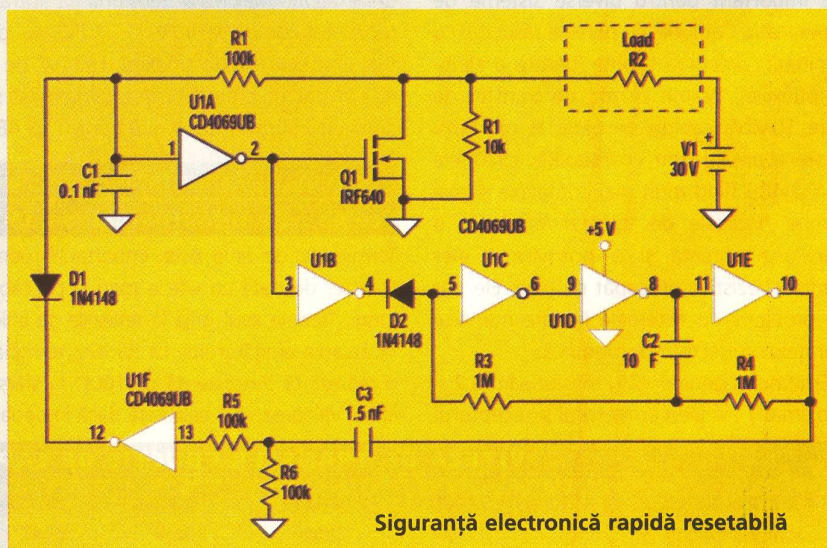 R1
100k
Load
R2
U1A
CD4069UB
1
2
R1
10k
V1
30 V
+
C1
0.1 nF
Q1
IRF640
CD4069UB
+5 V
U1B
U1C
U1E
3
4
5
6
9
8
11
10
D1
1N4148
D2
1N4148
U1D
C2
10 F
R3
1M
R4
1M
U1F
CD4069UB
C3
1.5 nF
R5
100k
12
13
R6
100k
Siguranță electronică rapidă resetabilă